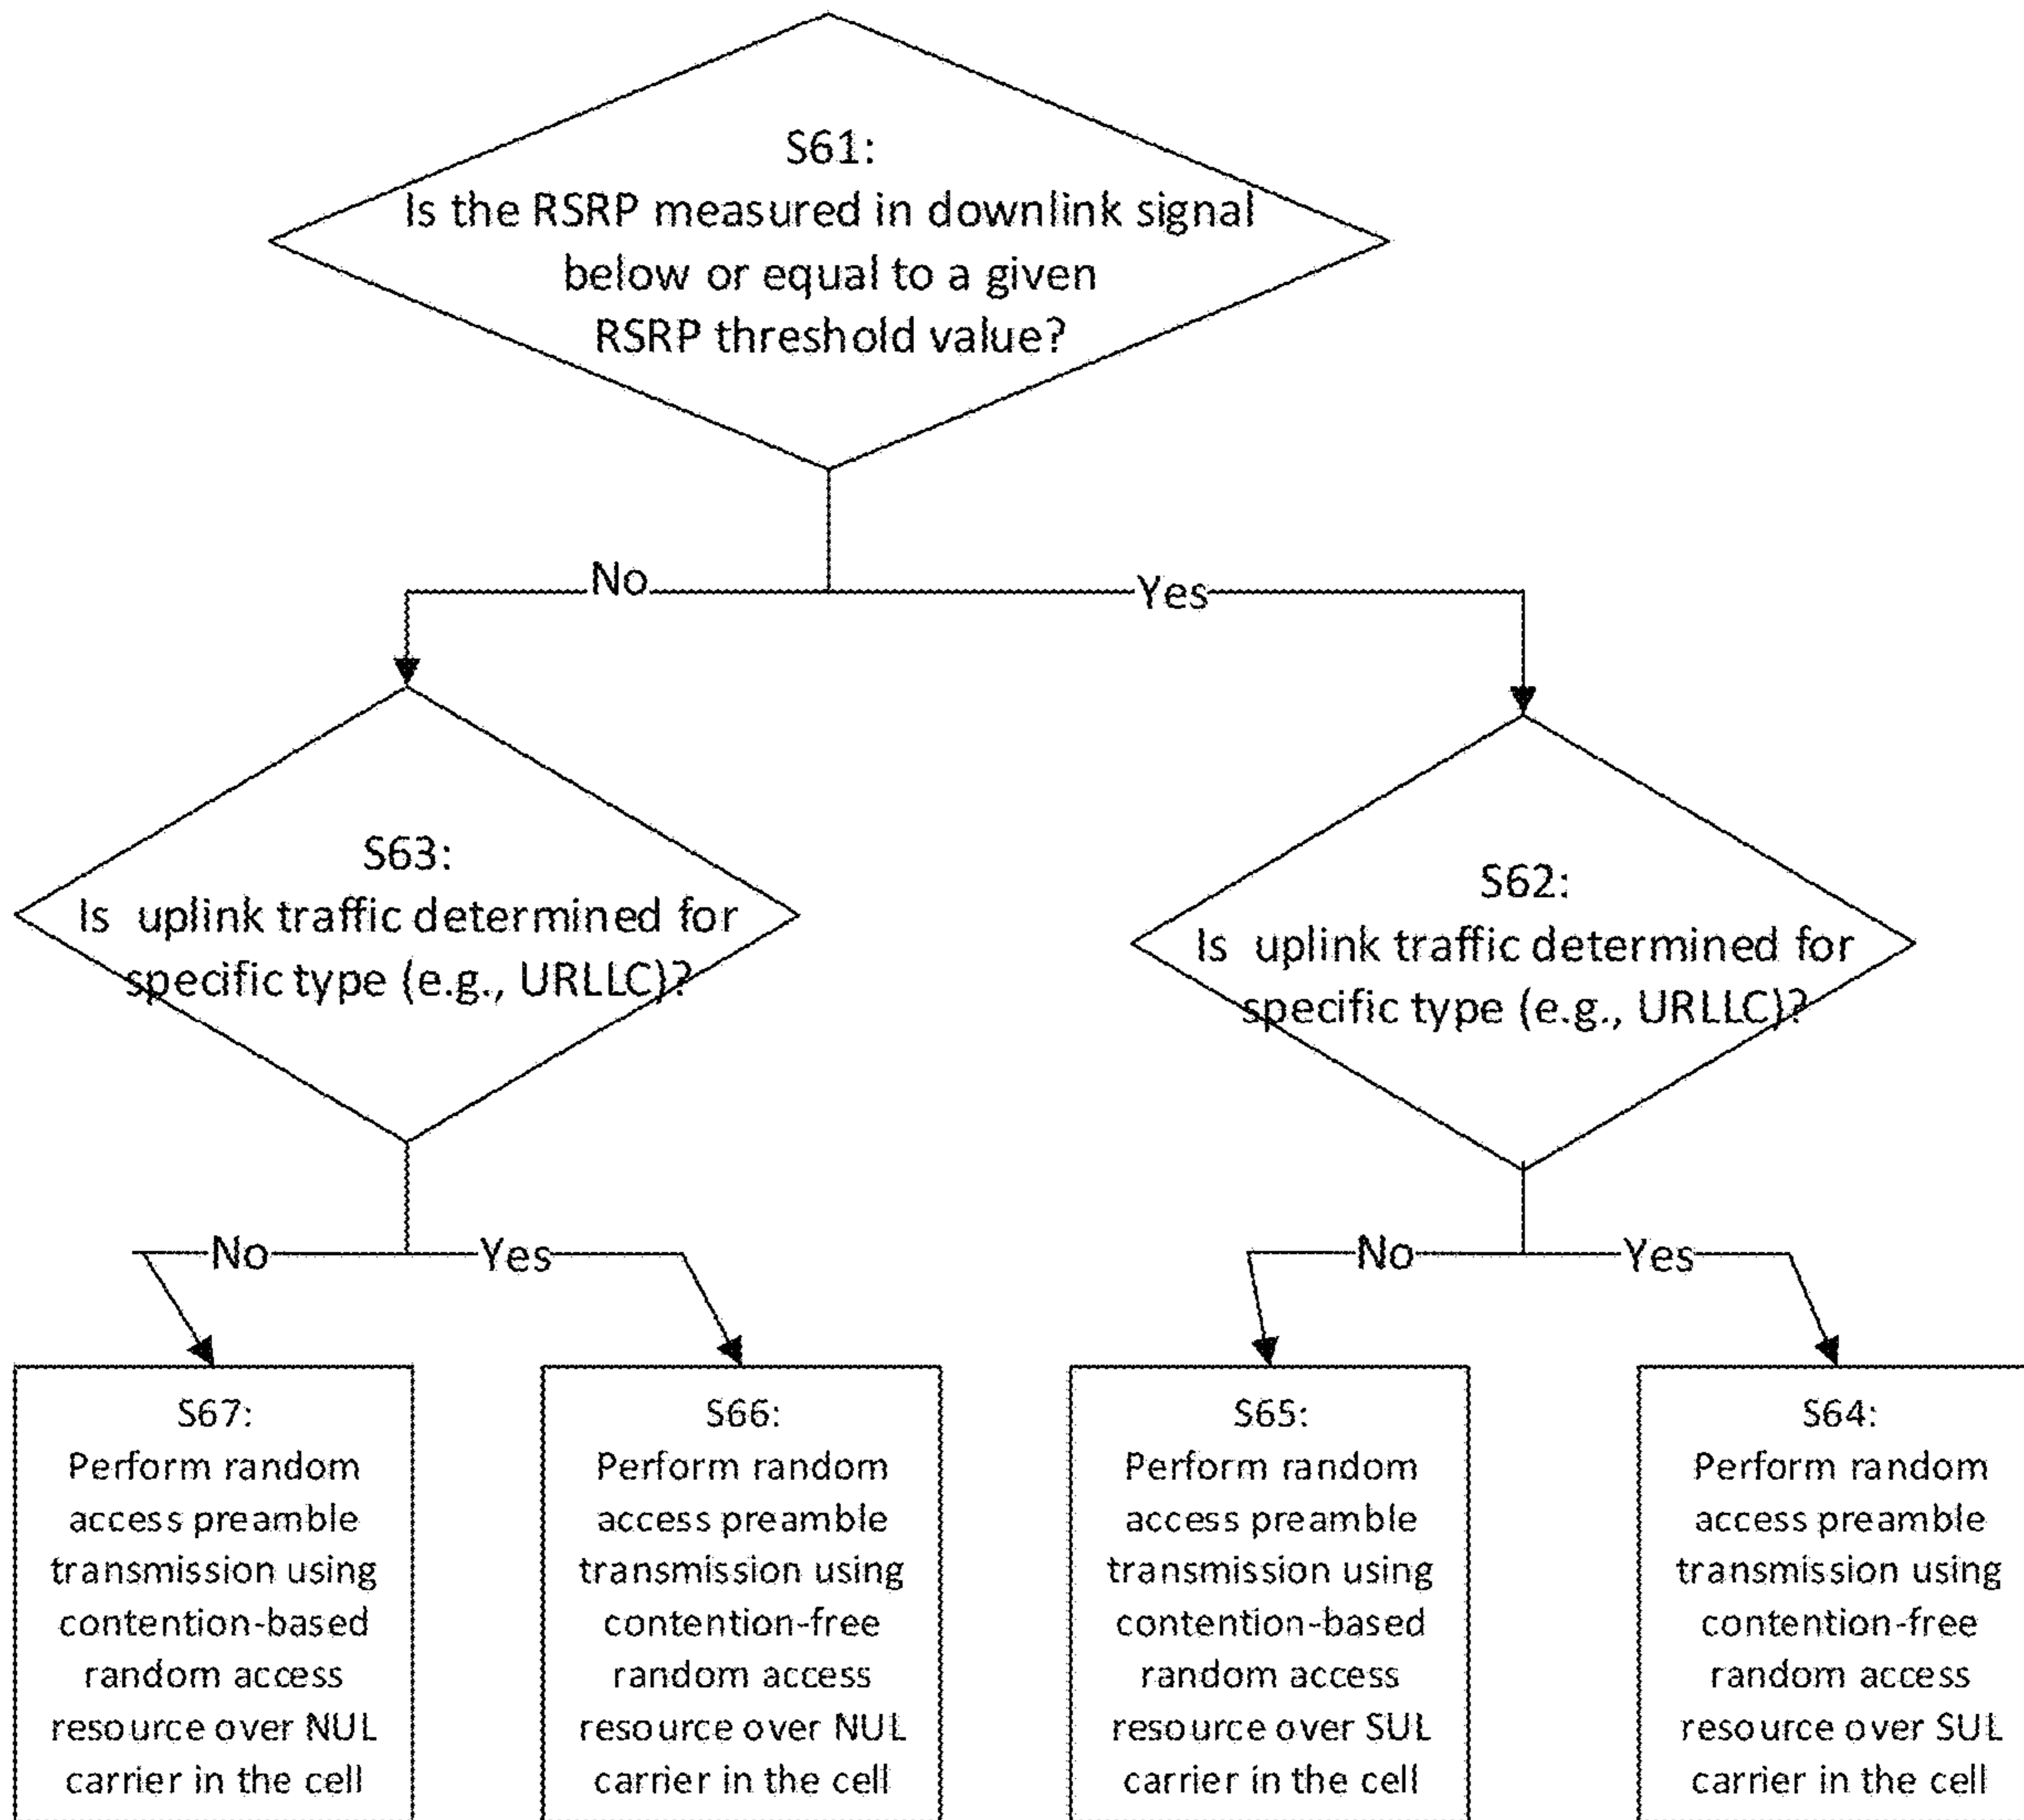 S61:
Is the RSRP measured in downlink signal
below or equal to a given
RSRP threshold value?
No
Yes
S63:
Is uplink traffic determined for
specific type (e.g., URLLC)?
S62:
Is uplink traffic determined for
specific type (e.g., URLLC)?
No
Yes
No
Yes
S67:
Perform random
access preamble
transmission using
contention-based
random access
resource over NUL
carrier in the cell
S66:
Perform random
access preamble
transmission using
contention-free
random access
resource over NUL
carrier in the cell
S65:
Perform random
access preamble
transmission using
contention-based
random access
resource over SUL
carrier in the cell
S64:
Perform random
access preamble
transmission using
contention-free
random access
resource over SUL
carrier in the cell